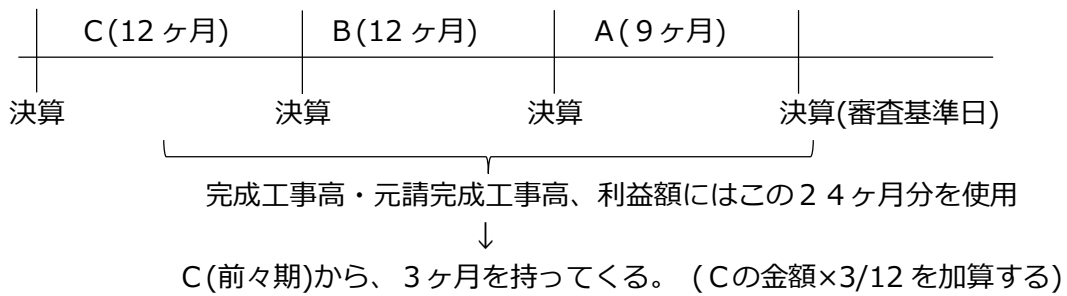 C(12ヶ月) B(12ヶ月) A(９ヶ月)
決算 決算 決算 決算(審査基準日)
完成工事高・元請完成工事高、利益額にはこの２４ヶ月分を使用
↓
C(前々期)から、３ヶ月を持ってくる。 (Cの金額×3/12 を加算する)